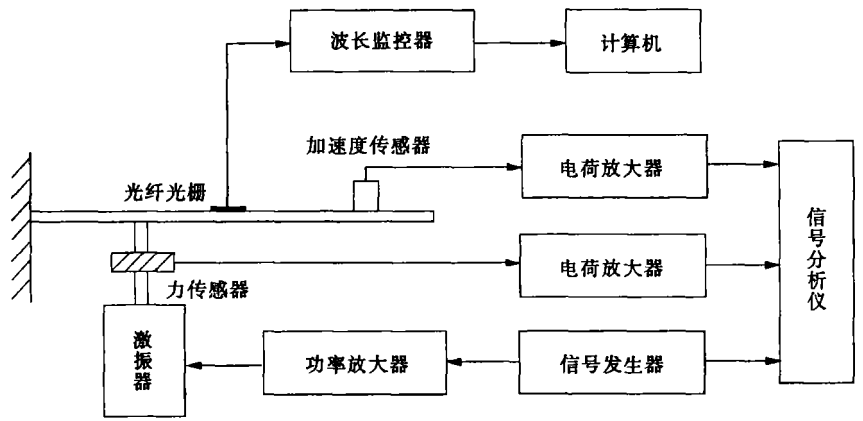 波长监控器
计算机
加速度传感器
电荷放大器
光纤光栅
信号分析仪
电荷放大器
力传感器
激振器
功率放大器
信号发生器